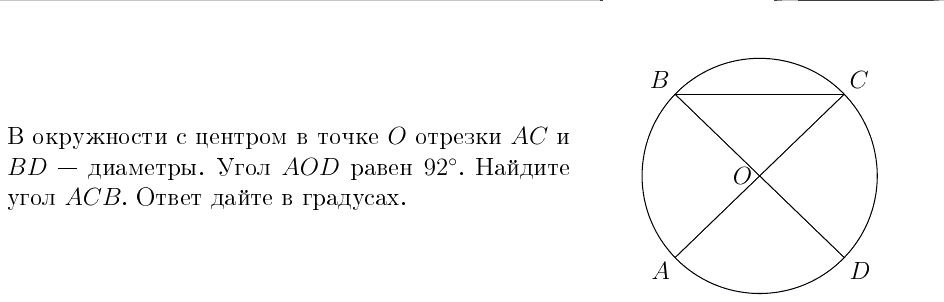 В окружности с центром в точке O отрезки AC и
BD — диаметры. Угол AOD равен 92°. Найдите
угол ACB. Ответ дайте в градусах.
B
C
O
A
D